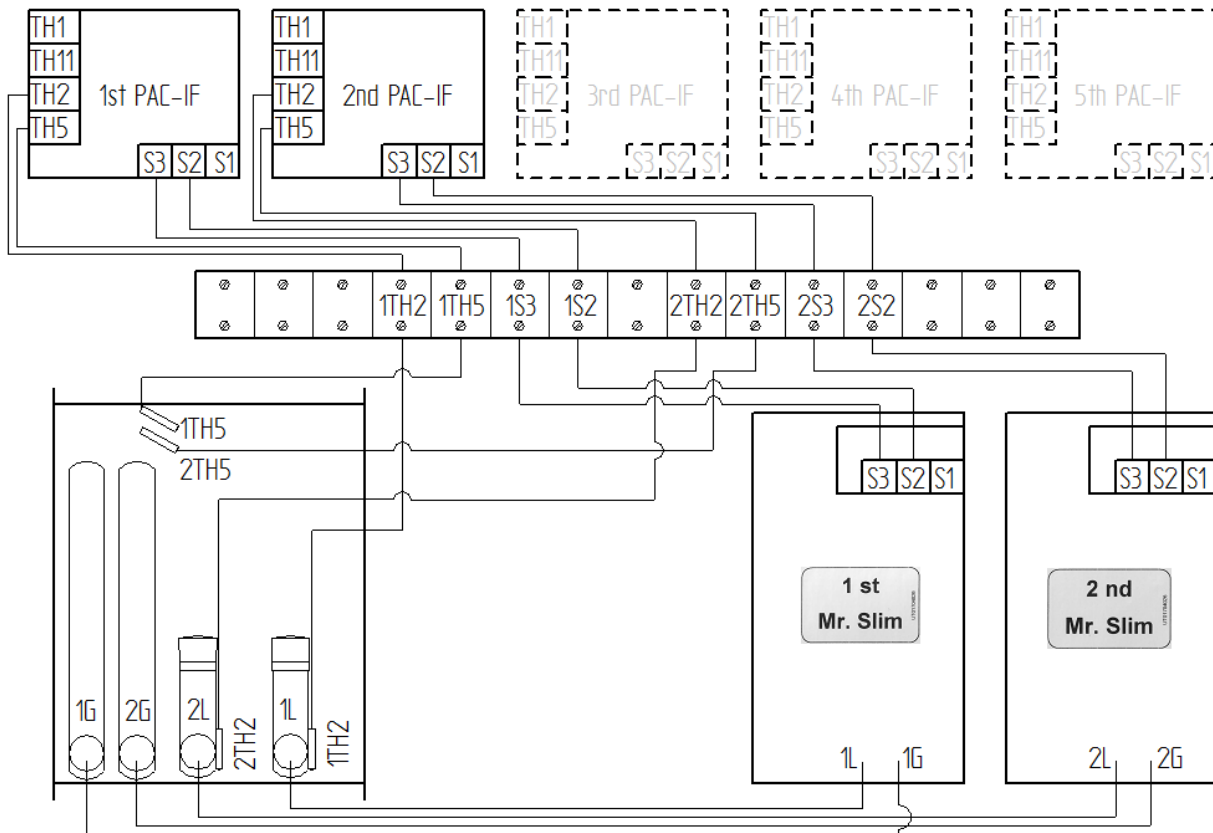 TH1
TH11
TH2
TH5
1st PAC-IF
S3 S2 S1
TH1
TH11
TH2
TH5
2nd PAC-IF
S3 S2 S1
TH1
TH11
TH2
TH5
3rd PAC-IF
S3 S2 S1
TH1
TH11
TH2
TH5
4th PAC-IF
S3 S2 S1
TH1
TH11
TH2
TH5
5th PAC-IF
S3 S2 S1
1TH2 1TH5 1S3 1S2 2TH2 2TH5 2S3 2S2
1TH5
2TH5
1G 2G 2L 1L
2TH2
1TH2
S3 S2 S1
1 st
Mr. Slim
1L 1G
S3 S2 S1
2 nd
Mr. Slim
2L 2G